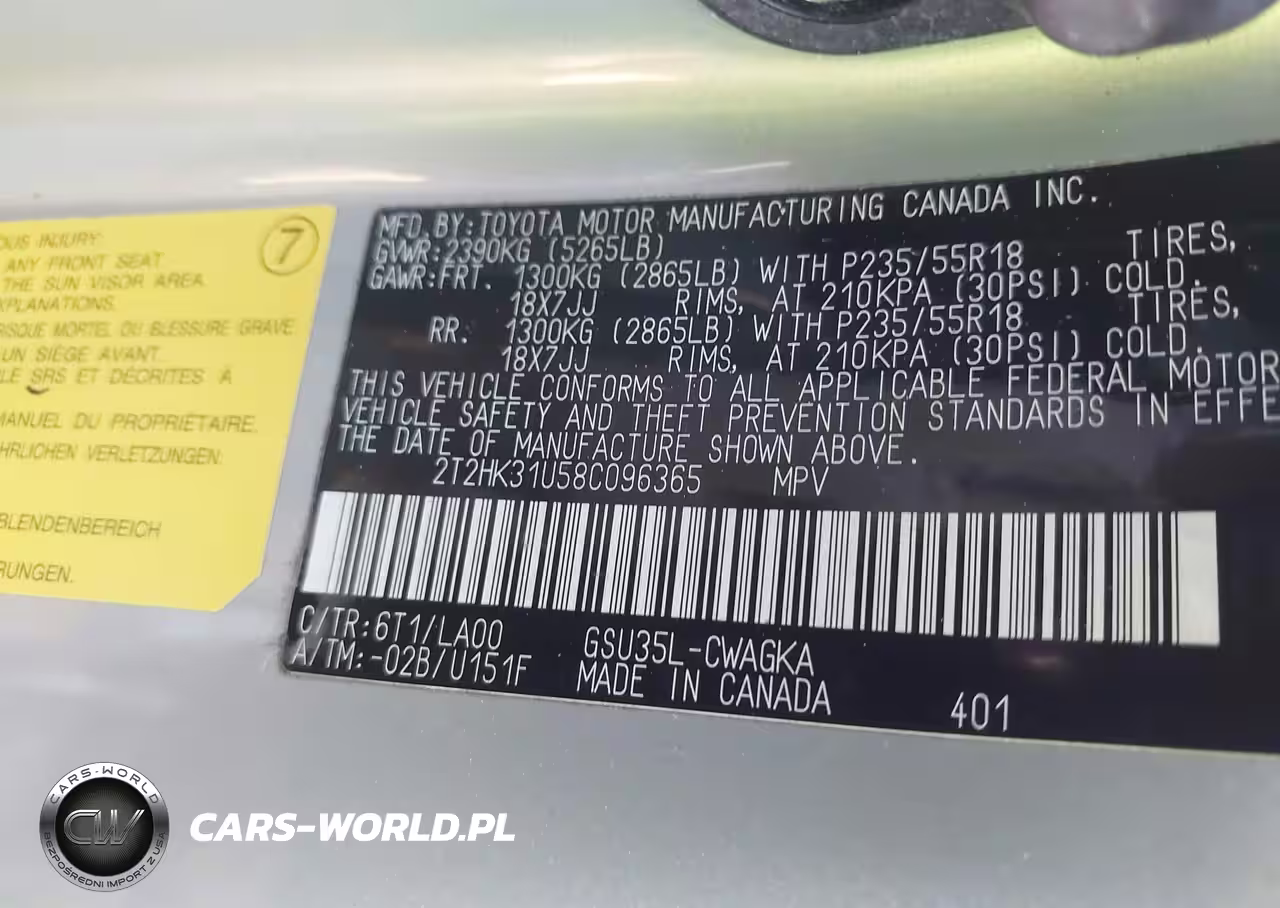 OUS INJURY:
ANY FRONT SEAT
THE SUN VISOR AREA
XPLANATIONS.
RISQUE MORTEL OU BLESSURE GRAVE
UN SIÈGE AVANT
LE SRS ET DÉCRITES À
MANUEL DU PROPRIÉTAIRE.
HRLICHEN VERLETZUNGEN:
BLENDENBEREICH
RUNGEN.
7
MFD. BY: TOYOTA MOTOR MANUFACTURING CANADA INC.
GVWR: 2390KG (5265LB)
GAWR: FRT. 1300KG (2865LB) WITH P235/55R18 TIRES,
18X7JJ RIMS, AT 210KPA (30PSI) COLD.
RR: 1300KG (2865LB) WITH P235/55R18 TIRES,
18X7JJ RIMS, AT 210KPA (30PSI) COLD.
THIS VEHICLE CONFORMS TO ALL APPLICABLE FEDERAL MOTOR
VEHICLE SAFETY AND THEFT PREVENTION STANDARDS IN EFFE
THE DATE OF MANUFACTURE SHOWN ABOVE.
2T2HK31U58C096365 MPV
C/TR: 6T1/LA00 GSU35L-CWAGKA
A/TM: -02B/U151F MADE IN CANADA 401
CARS-WORLD
CW
BEZPOŚREDNI IMPORT Z USA
CARS-WORLD.PL